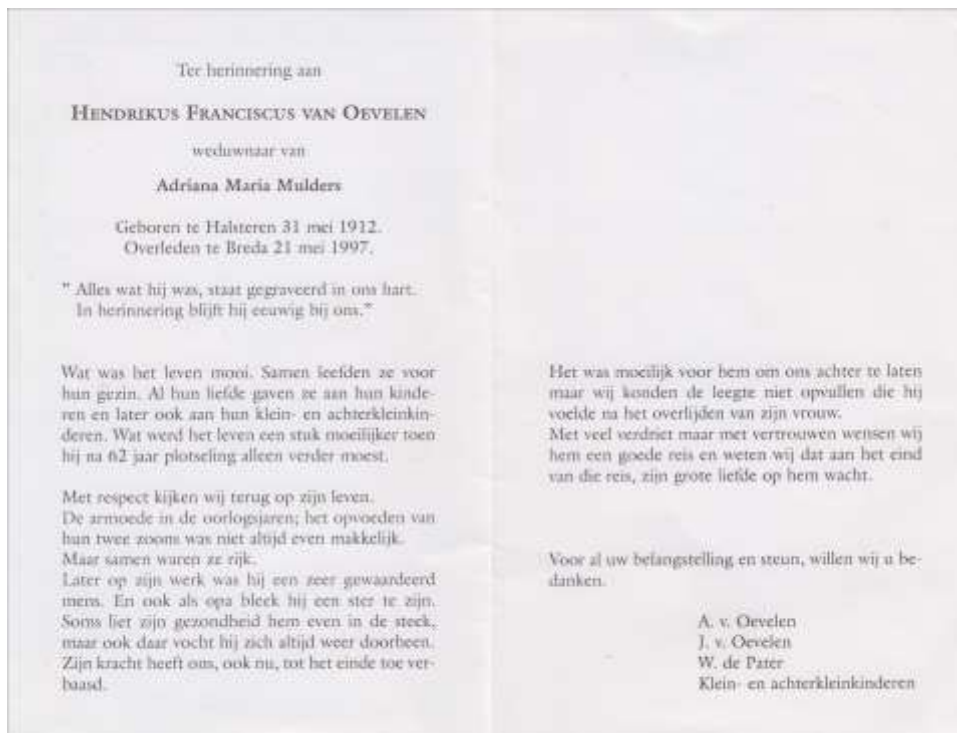 Ter herinnering aan
HENDRIKUS FRANCISCUS VAN OEVELEN
weduwnaar van
Adriana Maria Mulders
Geboren te Halsteren 31 mei 1912.
Overleden te Breda 21 mei 1997.
" Alles wat hij was, staat gegraveerd in ons hart.
In herinnering blijft hij eeuwig bij ons."
Wat was het leven mooi. Samen leefden ze voor
hun gezin. Al hun liefde gaven ze aan hun kinde-
ren en later ook aan hun klein- en achterkleinkin-
deren. Wat werd het leven een stuk moeilijker toen
hij na 62 jaar plotseling alleen verder moest.
Met respect kijken wij terug op zijn leven.
De armoede in de oorlogsjaren; het opvoeden van
hun twee zoons was niet altijd even makkelijk.
Maar samen waren ze rijk.
Later op zijn werk was hij een zeer gewaardeerd
mens. En ook als opa bleek hij een ster te zijn.
Soms liet zijn gezondheid hem even in de steek,
maar ook daar vocht hij zich altijd weer doorheen.
Zijn kracht heeft ons, ook nu, tot het einde toe ver-
baasd.
Het was moeilijk voor hem om ons achter te laten
maar wij konden de leegte niet opvullen die hij
voelde na het overlijden van zijn vrouw.
Met veel verdriet maar met vertrouwen wensen wij
hem een goede reis en weten wij dat aan het eind
van die reis, zijn grote liefde op hem wacht.
Voor al uw belangstelling en steun, willen wij u be-
danken.
A. v. Oevelen
J. v. Oevelen
W. de Pater
Klein- en achterkleinkinderen